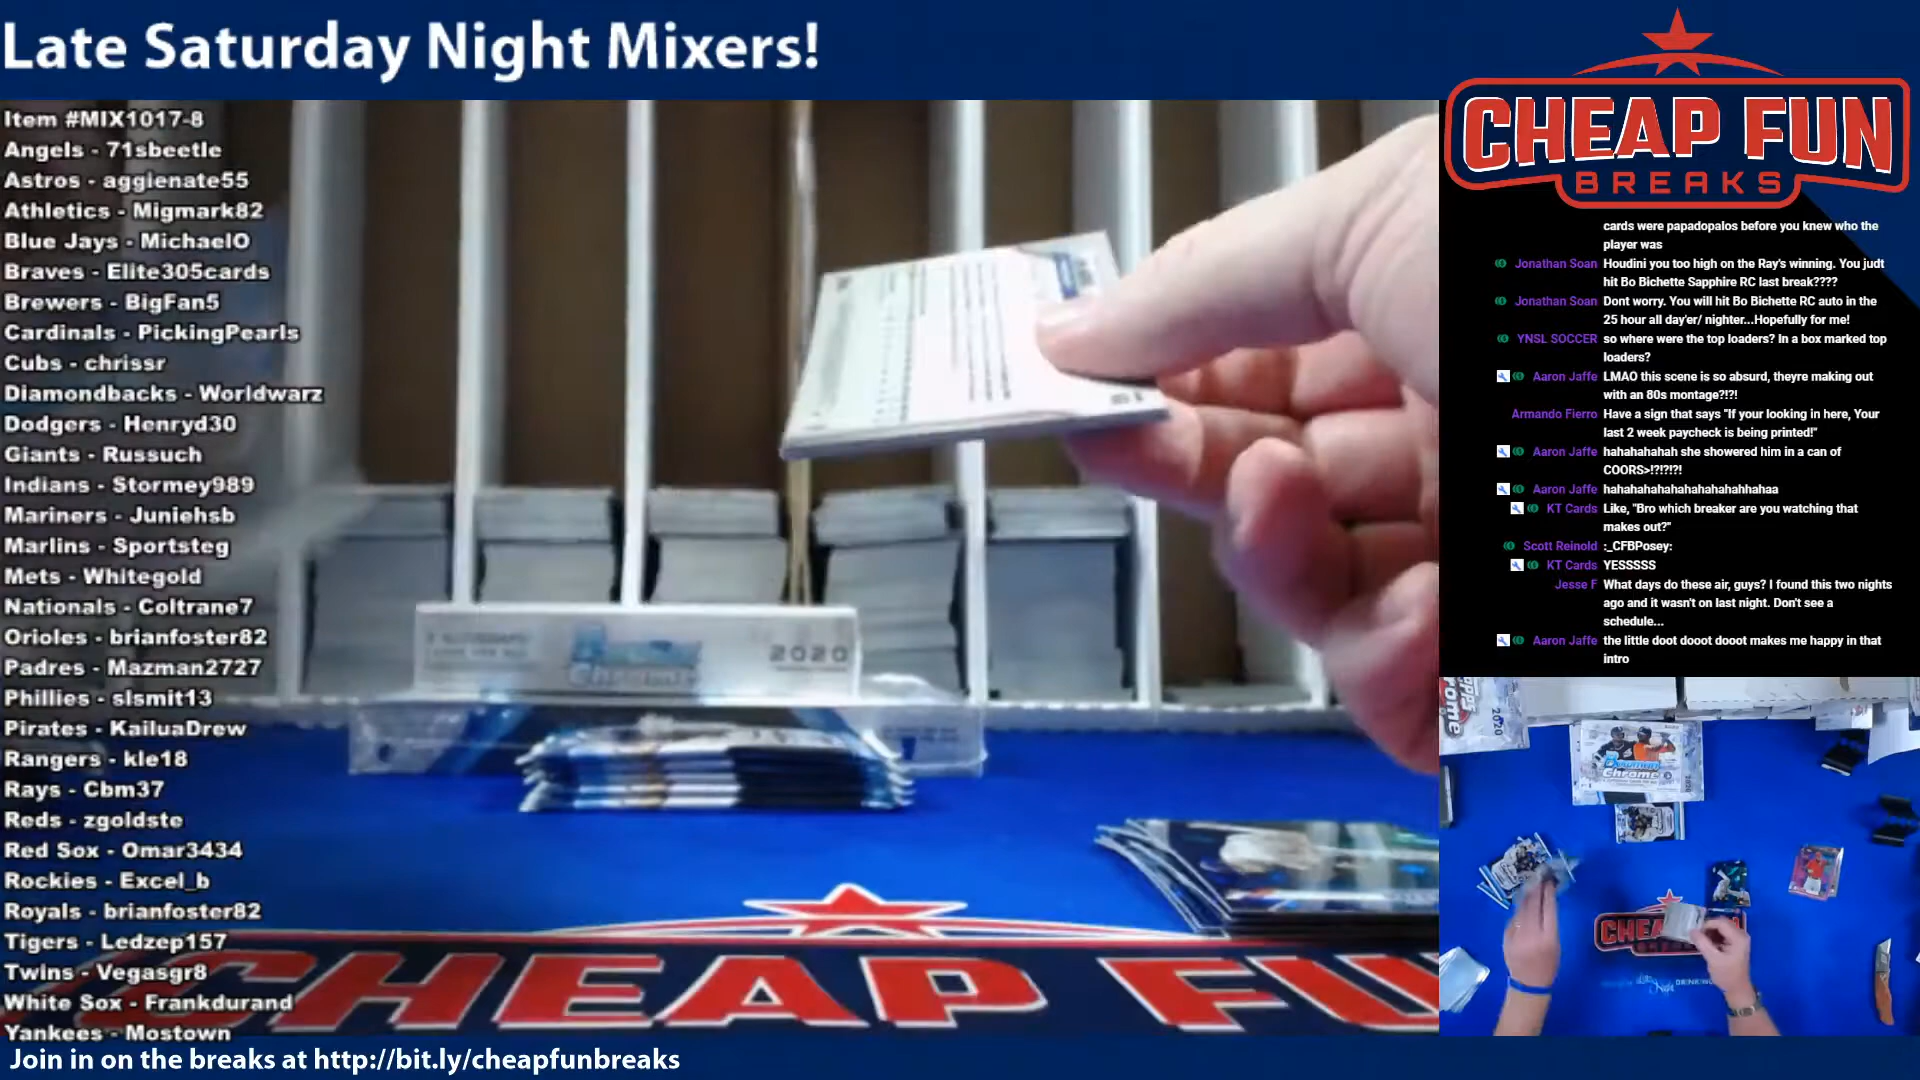 Late Saturday Night Mixers!
Item #MIX1017-8
Angels - 71sbeetle
Astros - aggienate55
Athletics - Migmark82
Blue Jays - MichaelO
Braves - Elite305cards
Brewers - BigFan5
Cardinals - PickingPearls
Cubs - chrissr
Diamondbacks - Worldwarz
Dodgers - Henryd30
Giants - Russuch
Indians - Stormey989
Mariners - Juniehsb
Marlins - Sportsteg
Mets - Whitegold
Nationals - Coltrane7
Orioles - brianfoster82
Padres - Mazman2727
Phillies - slsmit13
Pirates - KailuaDrew
Rangers - kle18
Rays - Cbm37
Reds - zgoldste
Red Sox - Omar3434
Rockies - Excel_b
Royals - brianfoster82
Tigers - Ledzep157
Twins - Vegasgr8
White Sox - Frankdurand
Yankees - Mostown
Join in on the breaks at http://bit.ly/cheapfunbreaks
Bowman
Chrome
2020
CHEAP FU
CHEAP FUN
BREAKS
cards were papadopalos before you knew who the
player was
Jonathan Soan Houdini you too high on the Ray's winning. You judt
hit Bo Bichette Sapphire RC last break????
Jonathan Soan Dont worry. You will hit Bo Bichette RC auto in the
25 hour all day'er/ nighter...Hopefully for me!
YNSL SOCCER so where were the top loaders? In a box marked top
loaders?
Aaron Jaffe LMAO this scene is so absurd, theyre making out
with an 80s montage?!?!
Armando Fierro Have a sign that says "If your looking in here, Your
last 2 week paycheck is being printed!"
Aaron Jaffe hahahahahah she showered him in a can of
COORS>!?!?!?!
Aaron Jaffe hahahahahahahahahahhahaa
KT Cards Like, "Bro which breaker are you watching that
makes out?"
Scott Reinold :_CFBPosey:
KT Cards YESSSSS
Jesse F What days do these air, guys? I found this two nights
ago and it wasn't on last night. Don't see a
schedule...
Aaron Jaffe the little doot dooot dooot makes me happy in that
intro
2020
Bowman
Chrome
CHEAP